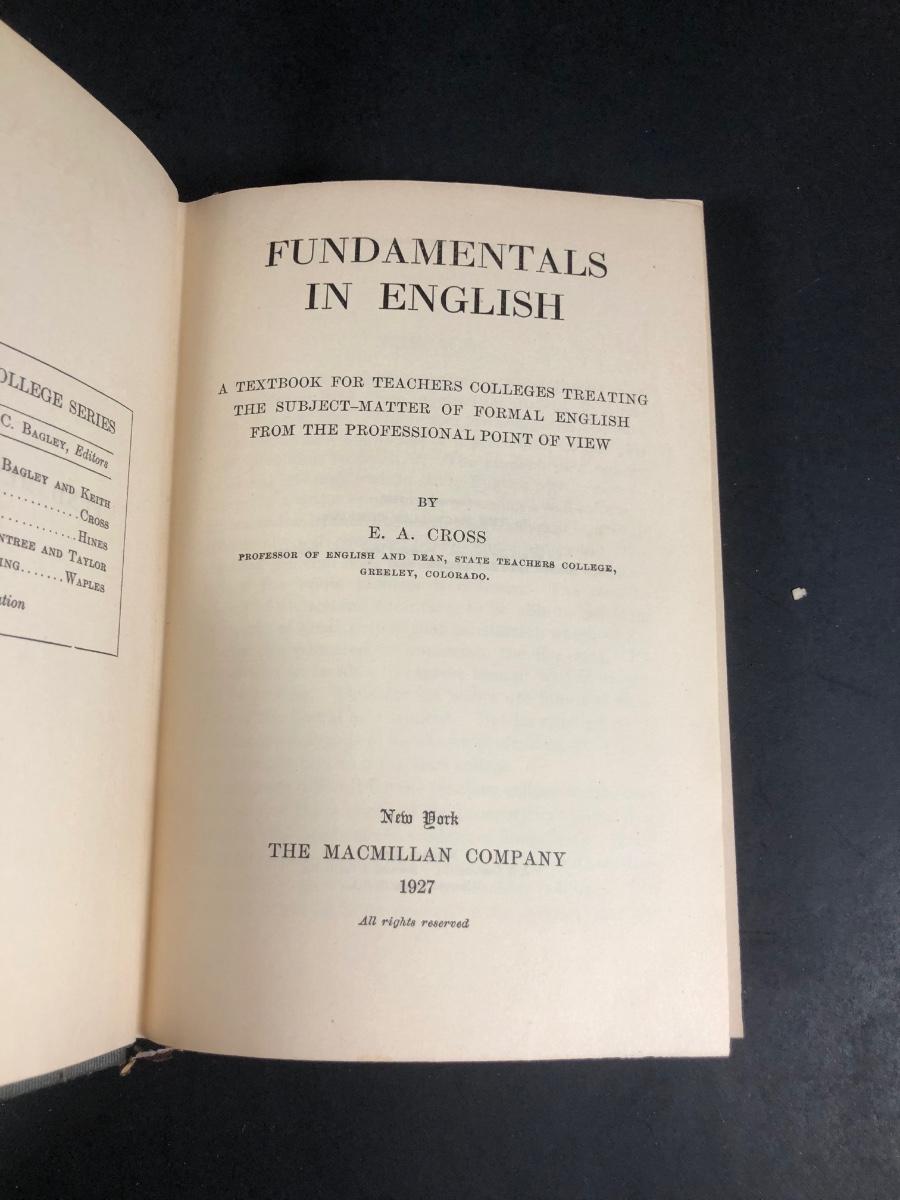 OLLEGE SERIES
C. BAGLEY, Editors
BAGLEY AND KEITH
............CROSS
............HINES
NTREE AND TAYLOR
ING.......WAPLES
tion
FUNDAMENTALS
IN ENGLISH
A TEXTBOOK FOR TEACHERS COLLEGES TREATING
THE SUBJECT-MATTER OF FORMAL ENGLISH
FROM THE PROFESSIONAL POINT OF VIEW
BY
E. A. CROSS
PROFESSOR OF ENGLISH AND DEAN, STATE TEACHERS COLLEGE,
GREELEY, COLORADO.
New York
THE MACMILLAN COMPANY
1927
All rights reserved